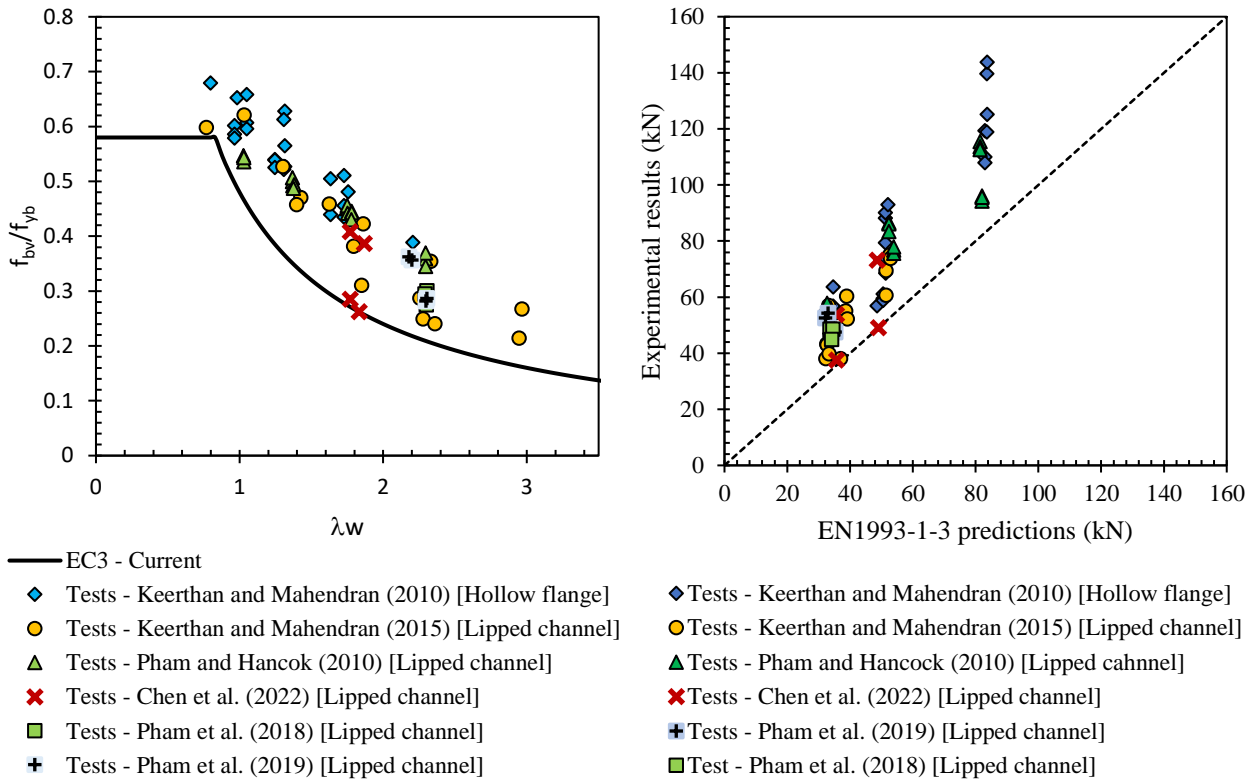 0.8
0.7
0.6
0.5
0.4
0.3
0.2
0.1
0
fbv/fyb
0 1 2 3
λw
160
140
120
100
80
60
40
20
0
Experimental results (kN)
0 20 40 60 80 100 120 140 160
EN1993-1-3 predictions (kN)
EC3 - Current
Tests - Keerthan and Mahendran (2010) [Hollow flange]
Tests - Keerthan and Mahendran (2015) [Lipped channel]
Tests - Pham and Hancok (2010) [Lipped channel]
Tests - Chen et al. (2022) [Lipped channel]
Tests - Pham et al. (2018) [Lipped channel]
Tests - Pham et al. (2019) [Lipped channel]
Tests - Keerthan and Mahendran (2010) [Hollow flange]
Tests - Keerthan and Mahendran (2015) [Lipped channel]
Tests - Pham and Hancock (2010) [Lipped cahnnel]
Tests - Chen et al. (2022) [Lipped channel]
Tests - Pham et al. (2019) [Lipped channel]
Test - Pham et al. (2018) [Lipped channel]